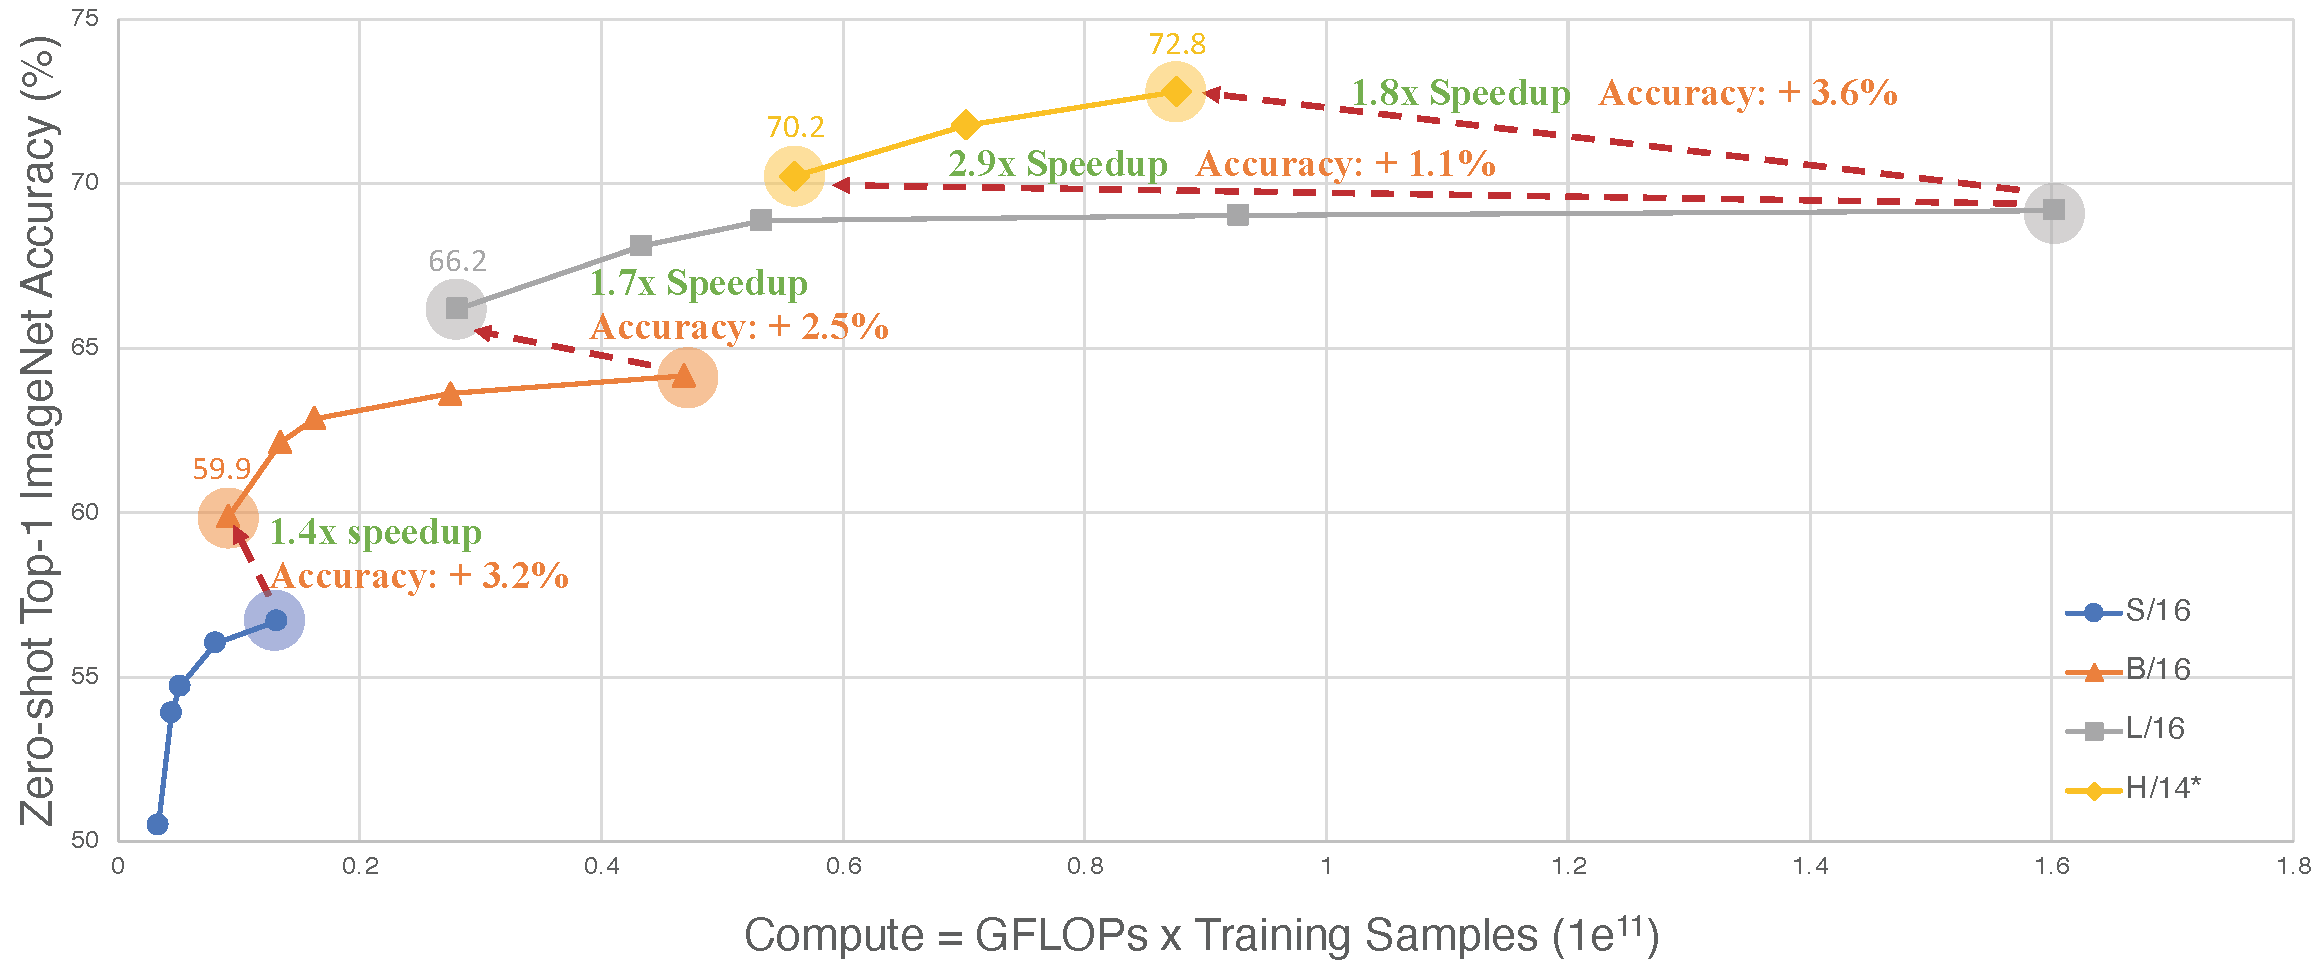 Zero-shot Top-1 ImageNet Accuracy (%)
75
70
65
60
55
50
72.8
1.8x Speedup Accuracy: + 3.6%
70.2
2.9x Speedup Accuracy: + 1.1%
66.2
1.7x Speedup
Accuracy: + 2.5%
59.9
1.4x speedup
Accuracy: + 3.2%
S/16
B/16
L/16
H/14*
0 0.2 0.4 0.6 0.8 1 1.2 1.4 1.6 1.8
Compute = GFLOPs x Training Samples (1e¹¹)